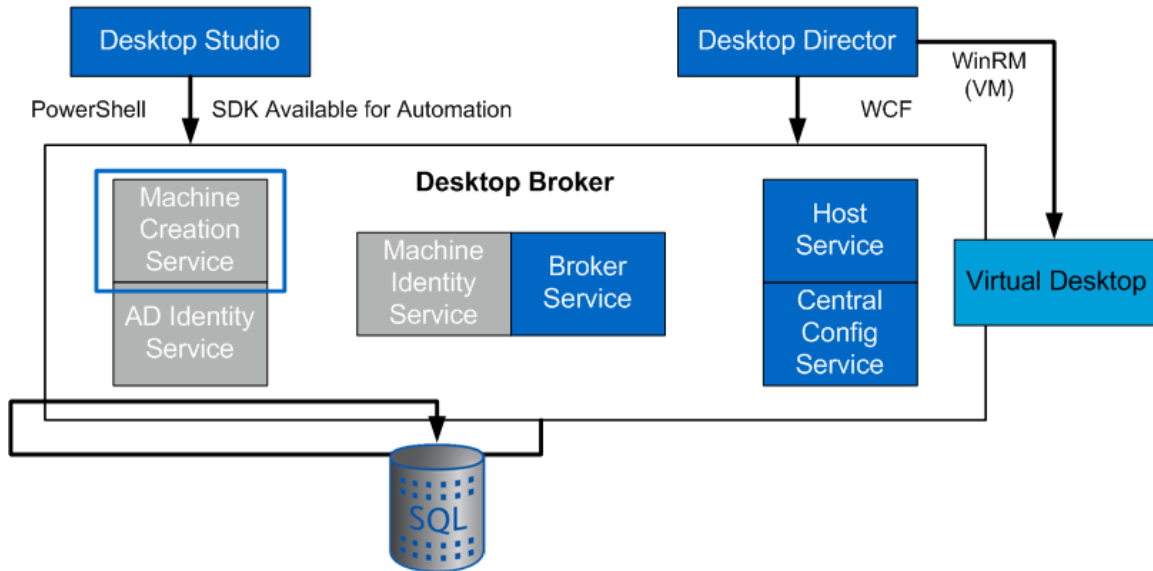 Desktop Studio
Desktop Director
WinRM
(VM)
PowerShell
SDK Available for Automation
WCF
Desktop Broker
Machine
Creation
Service
AD Identity
Service
Machine
Identity
Service
Broker
Service
Host
Service
Central
Config
Service
Virtual Desktop
SQL